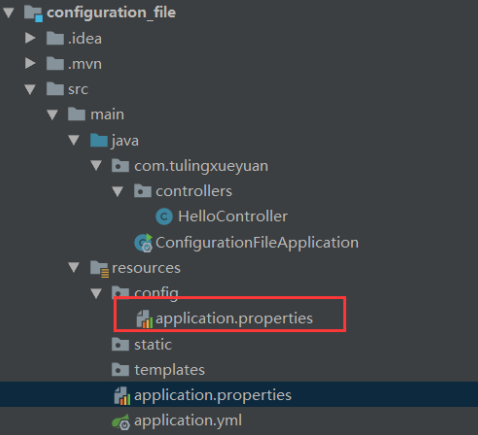 configuration_file
.idea
.mvn
src
main
java
com.tulingxueyuan
controllers
HelloController
ConfigurationFileApplication
resources
config
application.properties
static
templates
application.properties
application.yml